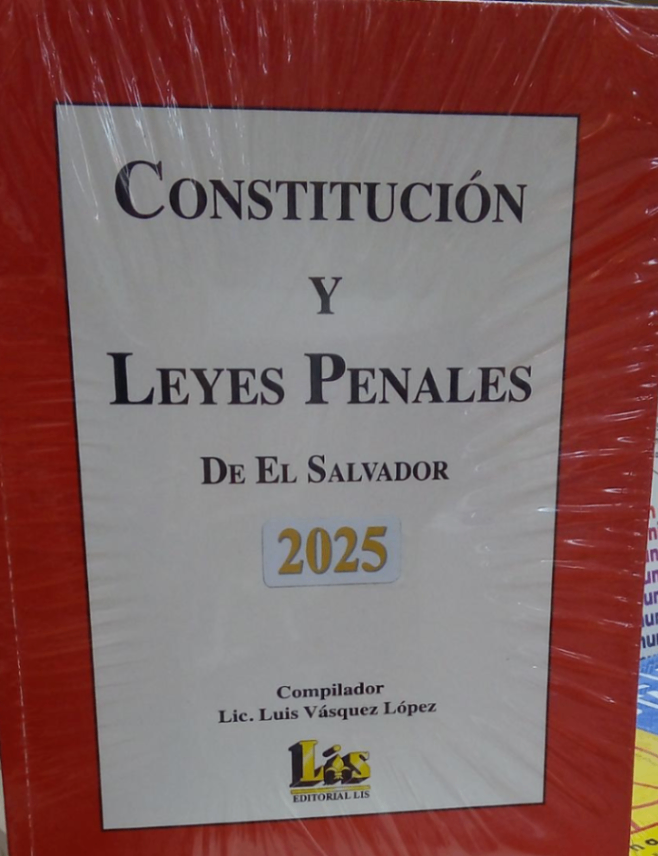 CONSTITUCIÓN
Y
LEYES PENALES
DE EL SALVADOR
2025
Compilador
Lic. Luis Vásquez López
Lis
EDITORIAL LIS